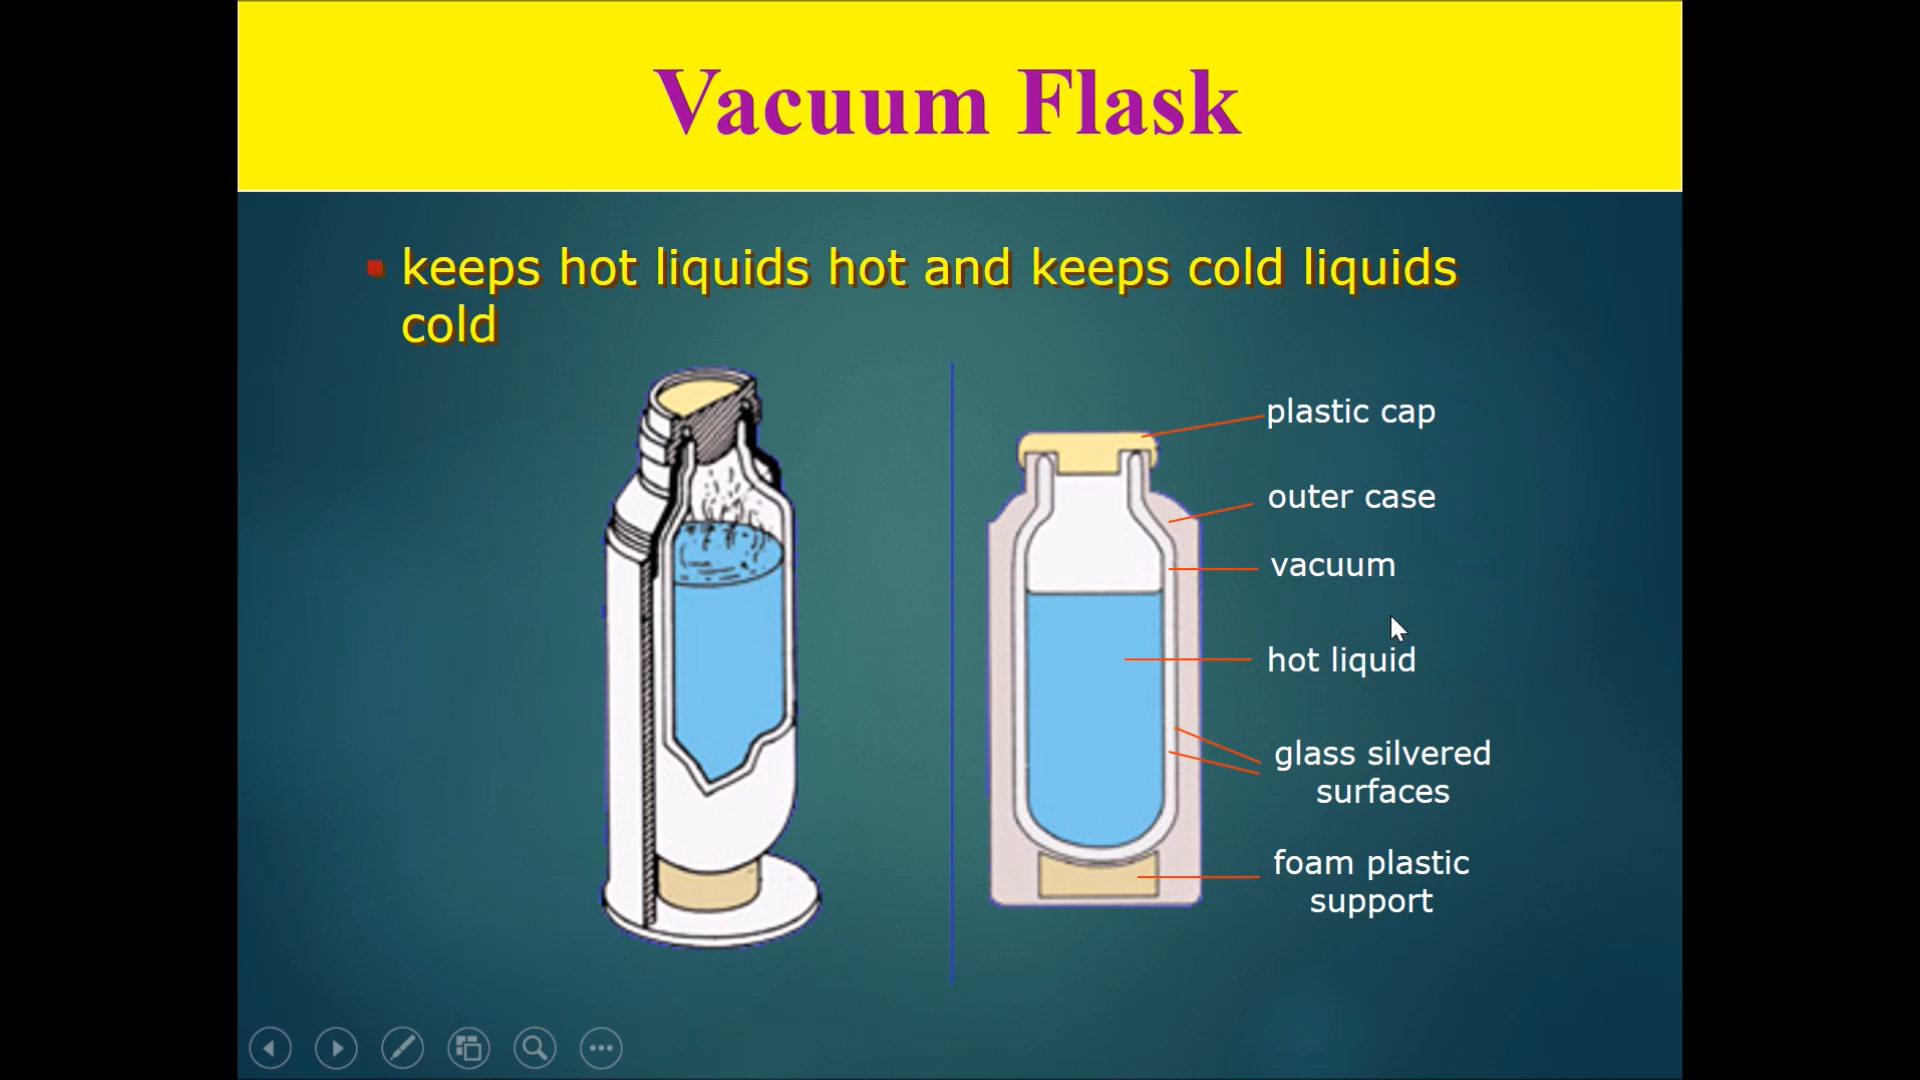 Vacuum Flask
keeps hot liquids hot and keeps cold liquids
cold
plastic cap
outer case
vacuum
hot liquid
glass silvered
surfaces
foam plastic
support